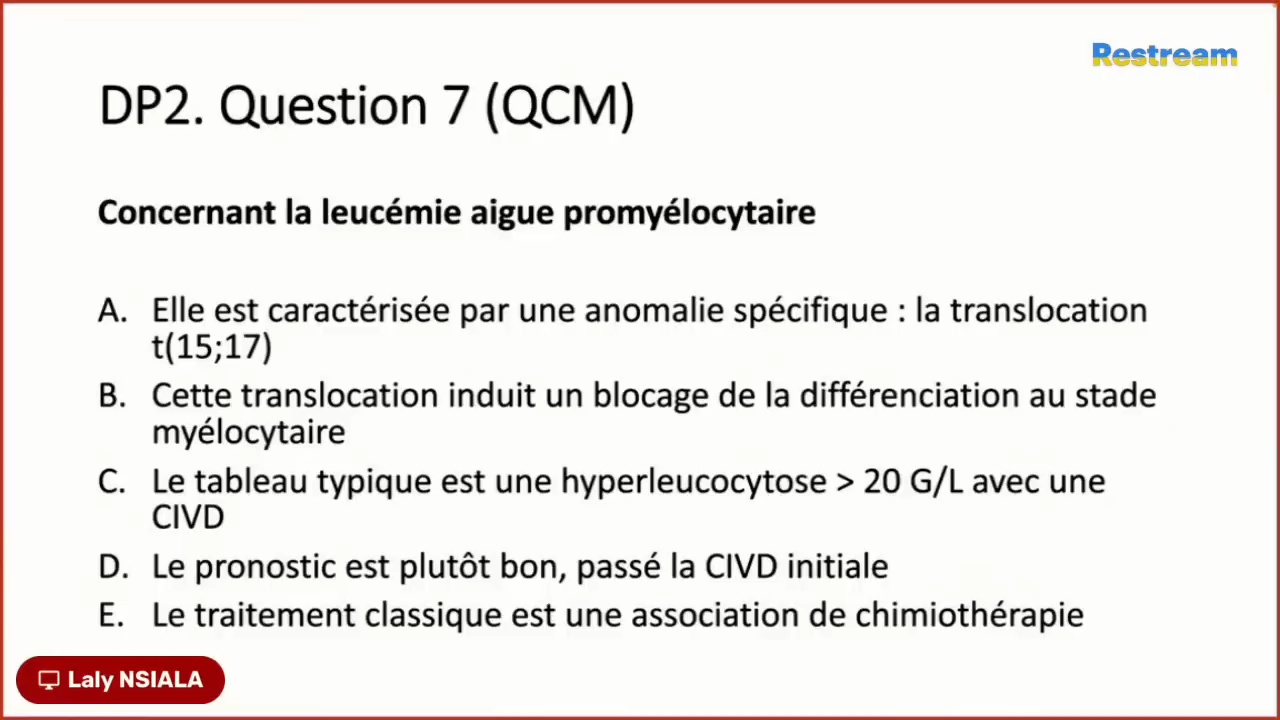 Restream
DP2. Question 7 (QCM)
Concernant la leucémie aigue promyélocytaire
A. Elle est caractérisée par une anomalie spécifique : la translocation
t(15;17)
B. Cette translocation induit un blocage de la différenciation au stade
myélocytaire
C. Le tableau typique est une hyperleucocytose > 20 G/L avec une
CIVD
D. Le pronostic est plutôt bon, passé la CIVD initiale
E. Le traitement classique est une association de chimiothérapie
Laly NSIALA